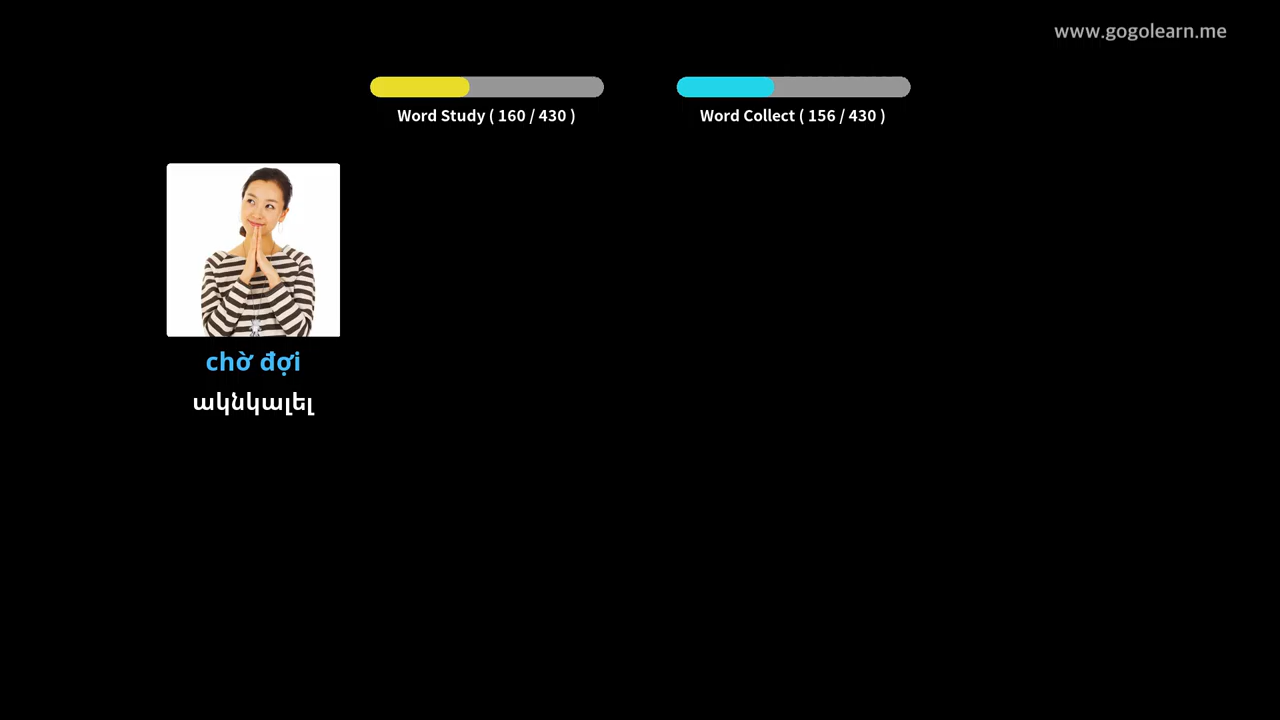 www.gogolearn.me
Word Study ( 160 / 430 )
Word Collect ( 156 / 430 )
chờ đợi
ակնկալել